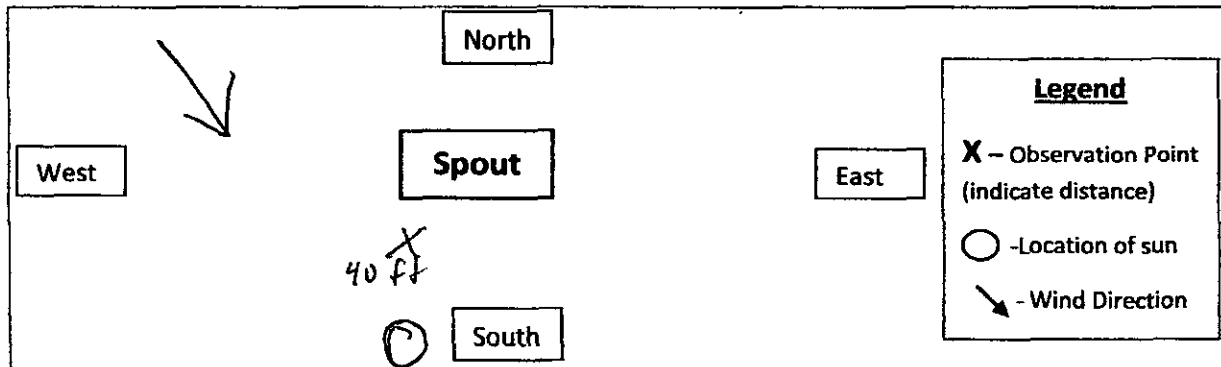 North
Legend
X – Observation Point
(indicate distance)
West
Spout
East
X
40 ft
○ -Location of sun
↘ - Wind Direction
South